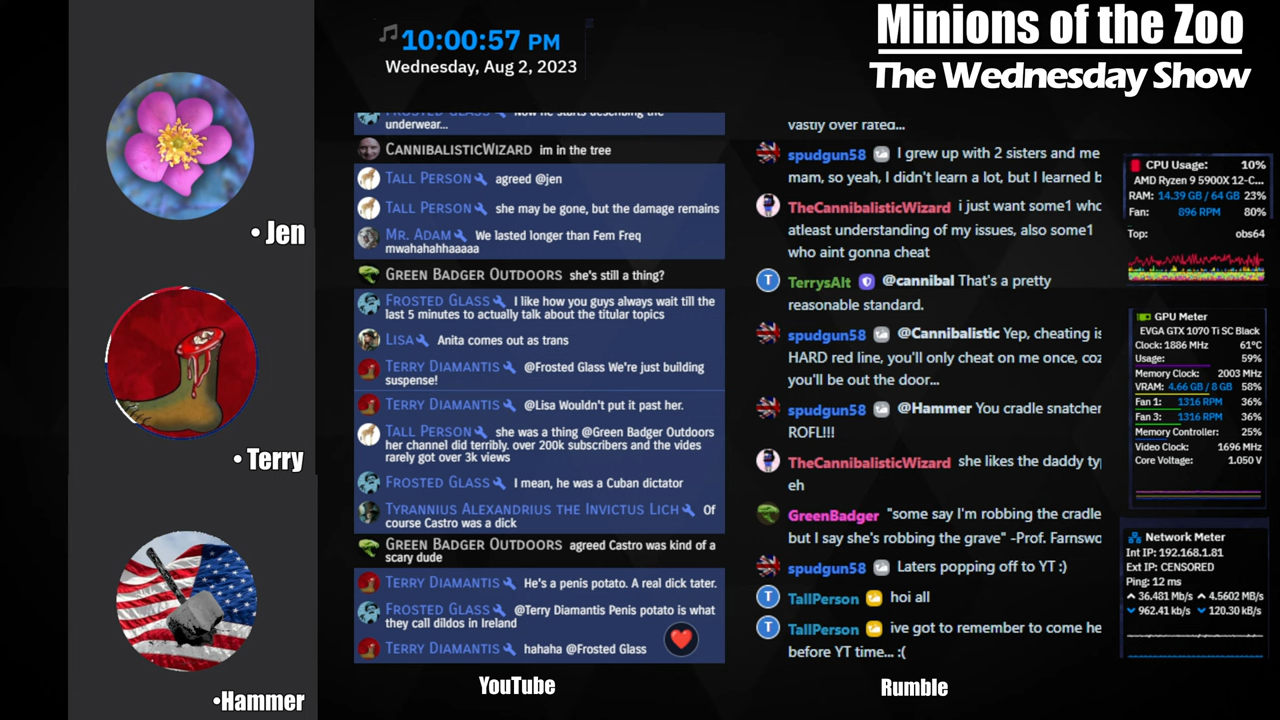 • Jen
• Terry
•Hammer
10:00:57 PM
Wednesday, Aug 2, 2023
Minions of the Zoo
The Wednesday Show
underwear...
CannibalisticWizard im in the tree
Tall Person agreed @jen
Tall Person she may be gone, but the damage remains
Mr. Adam We lasted longer than Fem Freq
mwahahahhaaaaa
Green Badger Outdoors she's still a thing?
Frosted Glass I like how you guys always wait till the
last 5 minutes to actually talk about the titular topics
Lisa Anita comes out as trans
Terry Diamantis @Frosted Glass We're just building
suspense!
Terry Diamantis @Lisa Wouldn't put it past her.
Tall Person she was a thing @Green Badger Outdoors
her channel did terribly. over 200k subscribers and the vides
rarely got over 3k views
Frosted Glass I mean, he was a Cuban dictator
Tyrannius Alexandrius the Invictus Lich Of
course Castro was a dick
Green Badger Outdoors agreed Castro was kind of a
scary dude
Terry Diamantis He's a penis potato. A real dick tater.
Frosted Glass @Terry Diamantis Penis potato is what
they call dildos in Ireland
Terry Diamantis hahaha @Frosted Glass
YouTube
vastly over rated...
spudgun58 I grew up with 2 sisters and me
mam, so yeah, I didn't learn a lot, but I learned b
TheCannibalisticWizard i just want some1 who
atleast understanding of my issues, also some1
who aint gonna cheat
T TerrysAlt @cannibal That's a pretty
reasonable standard.
spudgun58 @Cannibalistic Yep, cheating is
HARD red line, you'll only cheat on me once, coz
you'll be out the door...
spudgun58 @Hammer You cradle snatcher
ROFL!!!
TheCannibalisticWizard she likes the daddy ty
eh
GreenBadger "some say I'm robbing the cradle
but I say she's robbing the grave" -Prof. Farnswo
spudgun58 Laters popping off to YT :)
T TallPerson hoi all
T TallPerson ive got to remember to come he
before YT time... :(
Rumble
CPU Usage: 10%
AMD Ryzen 9 5900X 12-C...
RAM: 14.39 GB / 64 GB 23%
Fan: 896 RPM 80%
Top: obs64
GPU Meter
EVGA GTX 1070 Ti SC Black
Clock: 1886 MHz 61°C
Usage: 59%
Memory Clock: 2003 MHz
VRAM: 4.66 GB / 8 GB 58%
Fan 1: 1316 RPM 36%
Fan 3: 1316 RPM 36%
Memory Controller: 25%
Video Clock: 1696 MHz
Core Voltage: 1.050 V
Network Meter
Int IP: 192.168.1.81
Ext IP: CENSORED
Ping: 12 ms
36.481 Mb/s 4.5602 MB/s
962.41 kb/s 120.30 kB/s